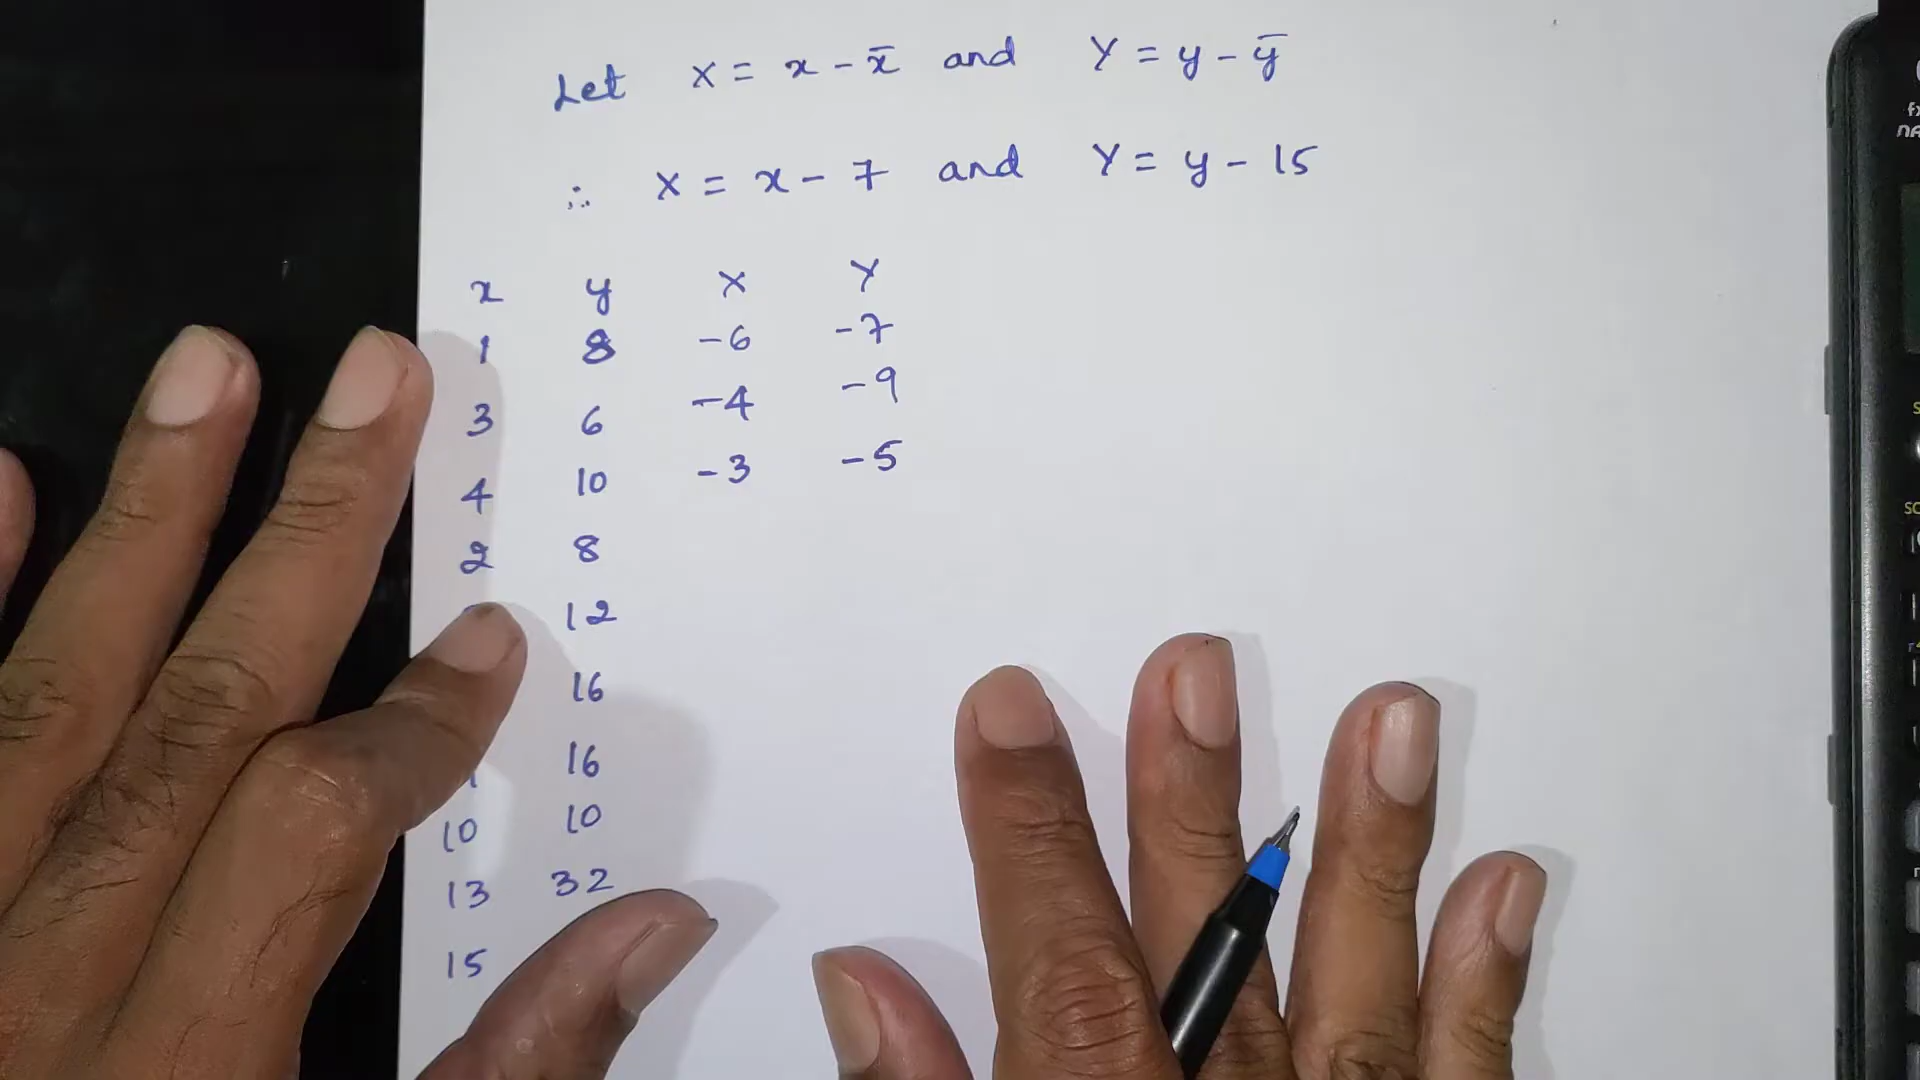 Let X = x - x̄ and Y = y - ȳ
∴ X = x - 7 and Y = y - 15
x y X Y
1 8 -6 -7
3 6 -4 -9
4 10 -3 -5
2 8
12
16
16
10 10
13 32
15